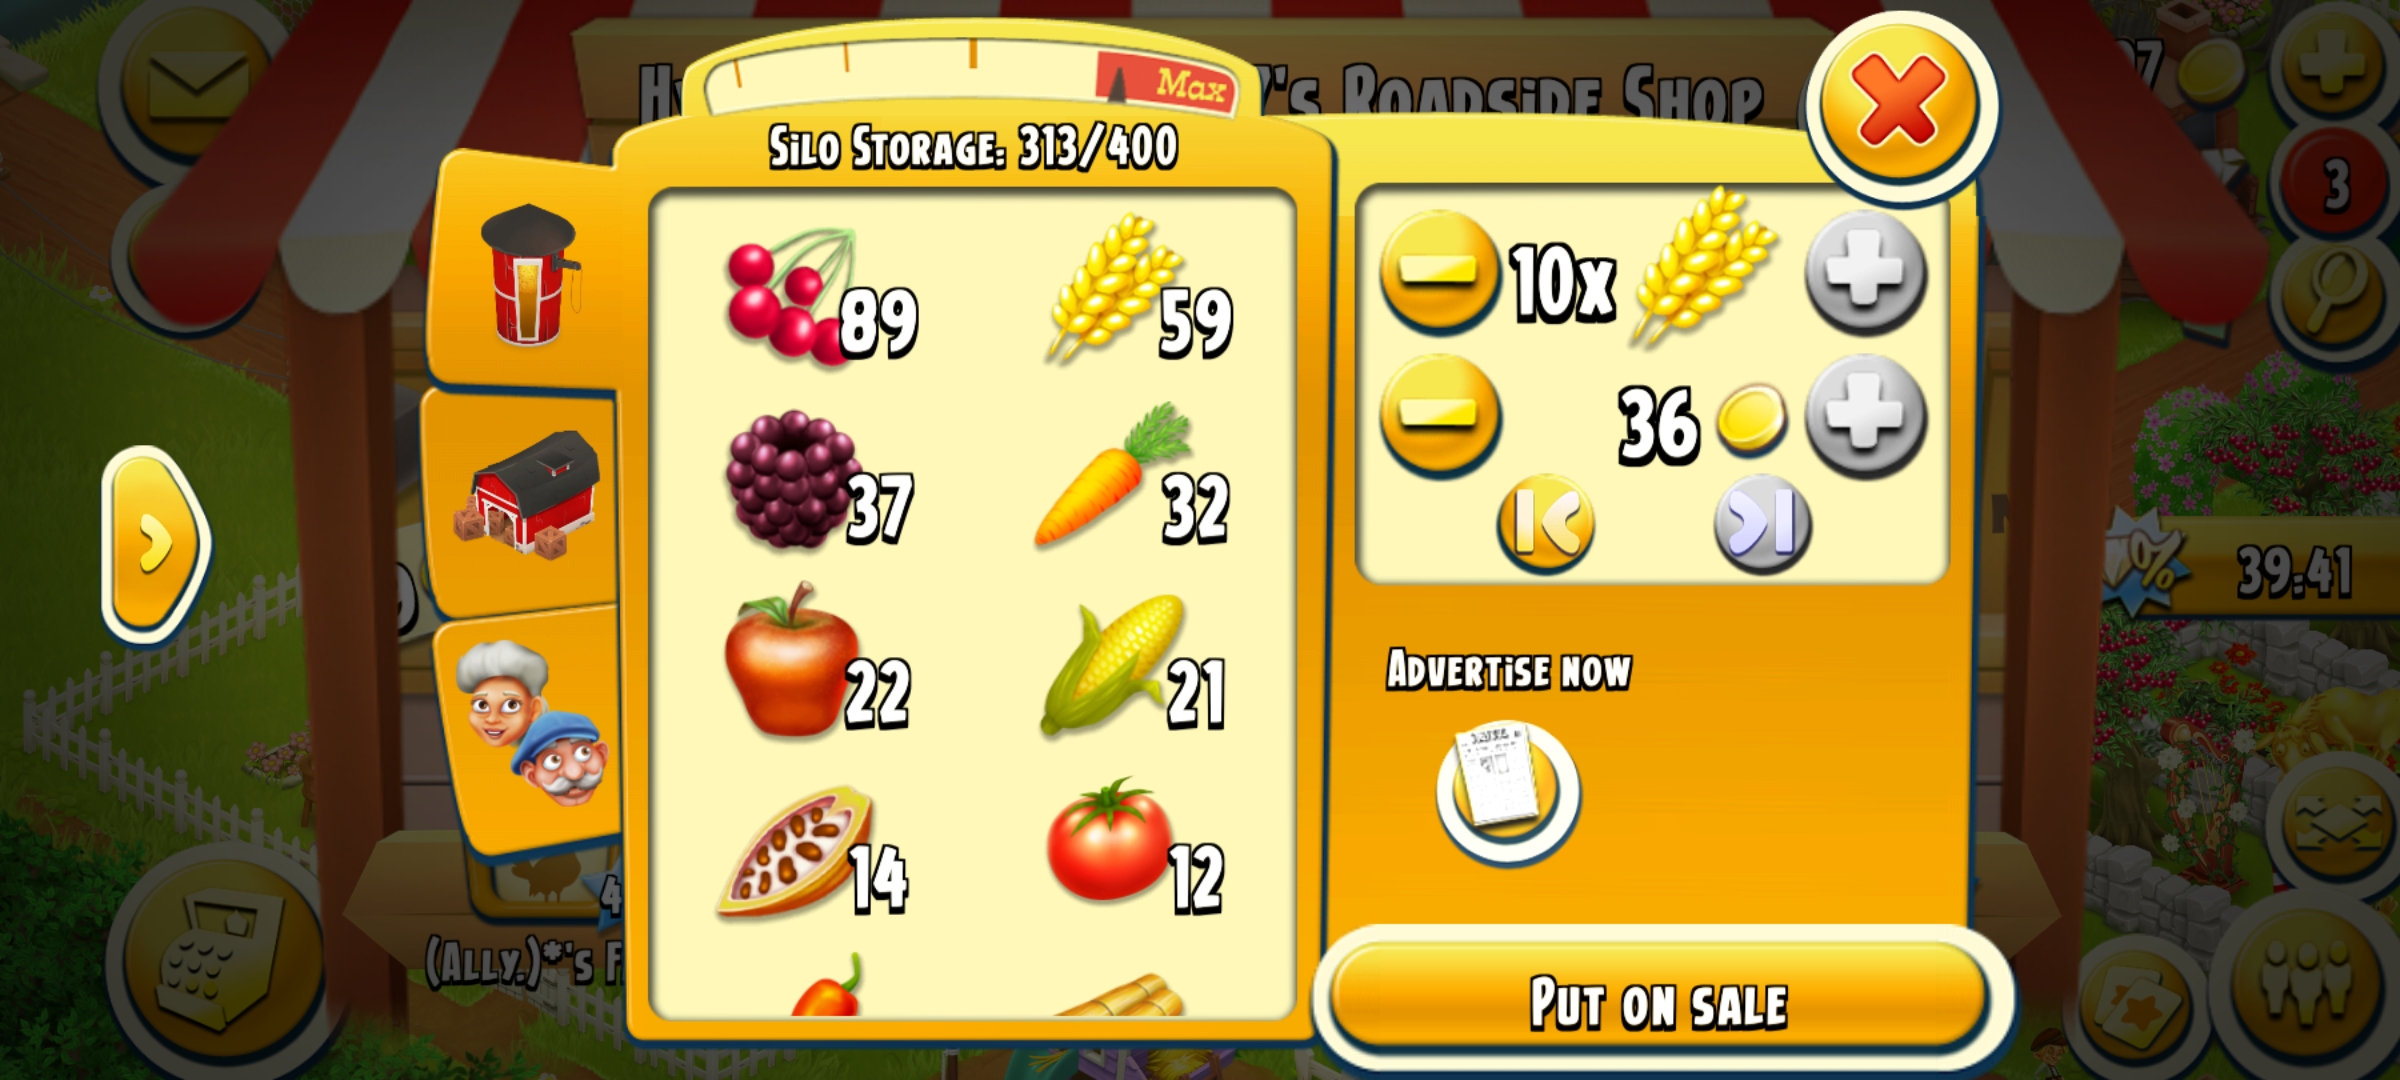 Max
's Roadside Shop
Silo Storage: 313/400
3
89
59
10x
37
32
36
22
21
39:41
14
12
Advertise now
(Ally.)*'s F
Put on sale